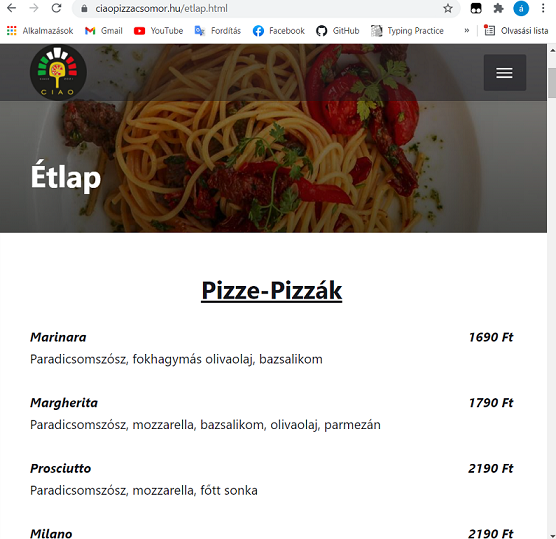 ciaopizzacsomor.hu/etlap.html
á
Alkalmazások Gmail YouTube Fordítás Facebook GitHub Typing Practice » Olvasási lista
CIAO
Étlap
Pizze-Pizzák
Marinara 1690 Ft
Paradicsomszósz, fokhagymás olivaolaj, bazsalikom
Margherita 1790 Ft
Paradicsomszósz, mozzarella, bazsalikom, olivaolaj, parmezán
Prosciutto 2190 Ft
Paradicsomszósz, mozzarella, főtt sonka
Milano 2190 Ft